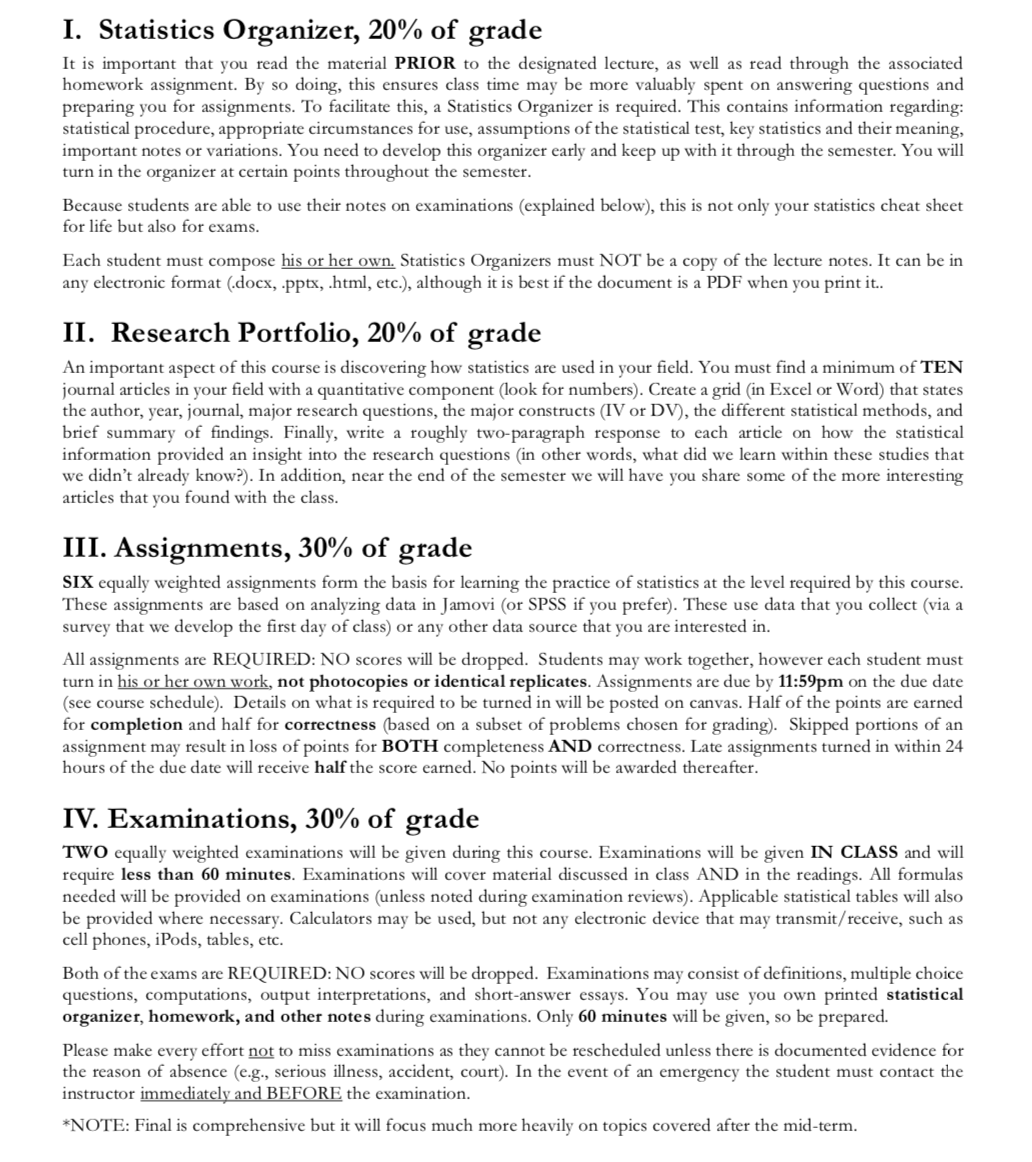 I.  Statistics Organizer, 20% of grade
It is important that you read the material PRIOR to the designated lecture, as well as read through the associated
homework assignment. By so doing, this ensures class time may be more valuably spent on answering questions and
preparing you for assignments. To facilitate this, a Statistics Organizer is required. This contains information regarding:
statistical procedure, appropriate circumstances for use, assumptions of the statistical test, key statistics and their meaning,
important notes or variations. You need to develop this organizer early and keep up with it through the semester. You will
turn in the organizer at certain points throughout the semester.
Because students are able to use their notes on examinations (explained below), this is not only your statistics cheat sheet
for life but also for exams.
Each student must compose his or her own. Statistics Organizers must NOT be a copy of the lecture notes. It can be in
any electronic format (.docx, .pptx, .html, etc.), although it is best if the document is a PDF when you print it..
II.  Research Portfolio, 20% of grade
An important aspect of this course is discovering how statistics are used in your field. You must find a minimum of TEN
journal articles in your field with a quantitative component (look for numbers). Create a grid (in Excel or Word) that states
the author, year, journal, major research questions, the major constructs (IV or DV), the different statistical methods, and
brief summary of findings. Finally, write a roughly two-paragraph response to each article on how the statistical
information provided an insight into the research questions (in other words, what did we learn within these studies that
we didn't already know?). In addition, near the end of the semester we will have you share some of the more interesting
articles that you found with the class.
III. Assignments, 30% of grade
SIX equally weighted assignments form the basis for learning the practice of statistics at the level required by this course.
These assignments are based on analyzing data in Jamovi (or SPSS if you prefer). These use data that you collect (via a
survey that we develop the first day of class) or any other data source that you are interested in.
All assignments are REQUIRED: NO scores will be dropped.  Students may work together, however each student must
turn in his or her own work, not photocopies or identical replicates. Assignments are due by 11:59pm on the due date
(see course schedule).  Details on what is required to be turned in will be posted on canvas. Half of the points are earned
for completion and half for correctness (based on a subset of problems chosen for grading).  Skipped portions of an
assignment may result in loss of points for BOTH completeness AND correctness. Late assignments turned in within 24
hours of the due date will receive half the score earned. No points will be awarded thereafter.
IV. Examinations, 30% of grade
TWO equally weighted examinations will be given during this course. Examinations will be given IN CLASS and will
require less than 60 minutes. Examinations will cover material discussed in class AND in the readings. All formulas
needed will be provided on examinations (unless noted during examination reviews). Applicable statistical tables will also
be provided where necessary. Calculators may be used, but not any electronic device that may transmit/receive, such as
cell phones, iPods, tables, etc.
Both of the exams are REQUIRED: NO scores will be dropped.  Examinations may consist of definitions, multiple choice
questions, computations, output interpretations, and short-answer essays. You may use you own printed statistical
organizer, homework, and other notes during examinations. Only 60 minutes will be given, so be prepared.
Please make every effort not to miss examinations as they cannot be rescheduled unless there is documented evidence for
the reason of absence (e.g., serious illness, accident, court). In the event of an emergency the student must contact the
instructor immediately and BEFORE the examination.
*NOTE: Final is comprehensive but it will focus much more heavily on topics covered after the mid-term.